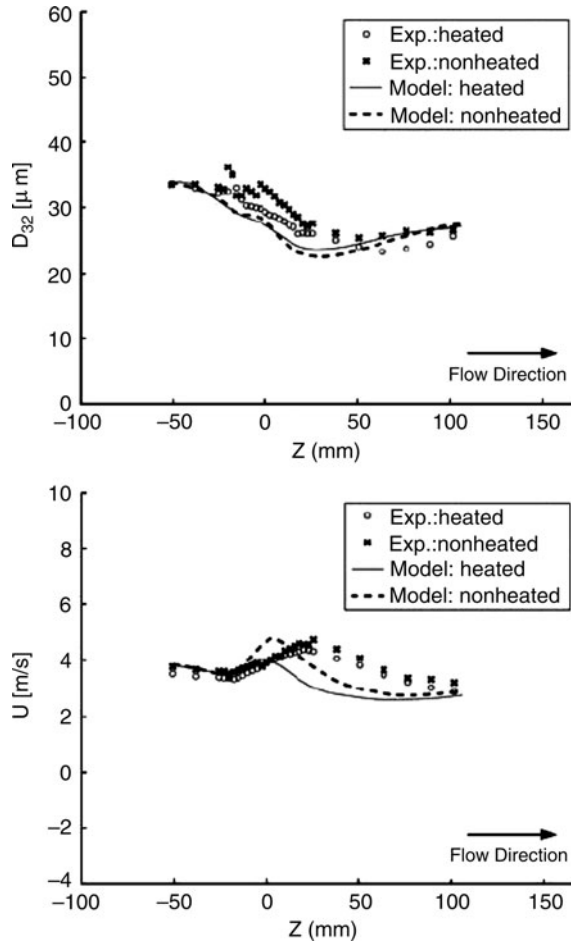 60
50
40
30
20
10
0
D32 [μ m]
Exp.:heated
Exp.:nonheated
Model: heated
Model: nonheated
Flow Direction
−100
−50
0
50
100
150
Z (mm)
10
8
6
4
2
0
−2
−4
U [m/s]
Exp.:heated
Exp.:nonheated
Model: heated
Model: nonheated
Flow Direction
−100
−50
0
50
100
150
Z (mm)